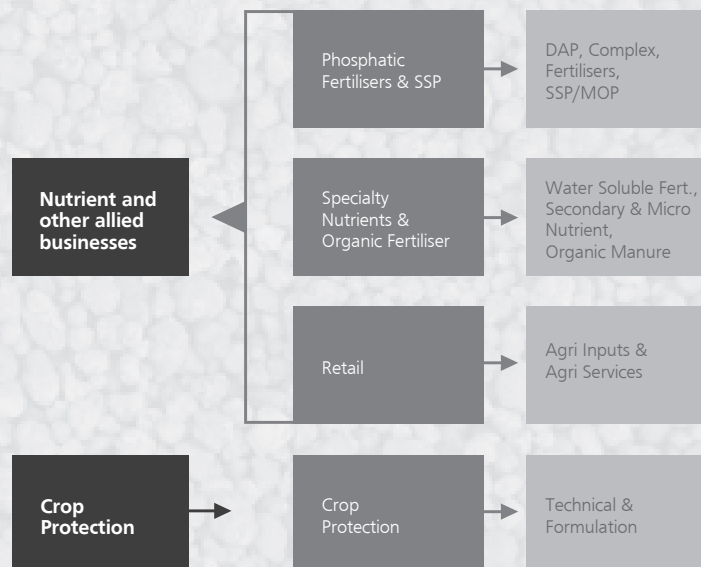 Nutrient and
other allied
businesses
Phosphatic
Fertilisers & SSP
DAP, Complex,
Fertilisers,
SSP/MOP
Specialty
Nutrients &
Organic Fertiliser
Water Soluble Fert.,
Secondary & Micro
Nutrient,
Organic Manure
Retail
Agri Inputs &
Agri Services
Crop
Protection
Crop
Protection
Technical &
Formulation